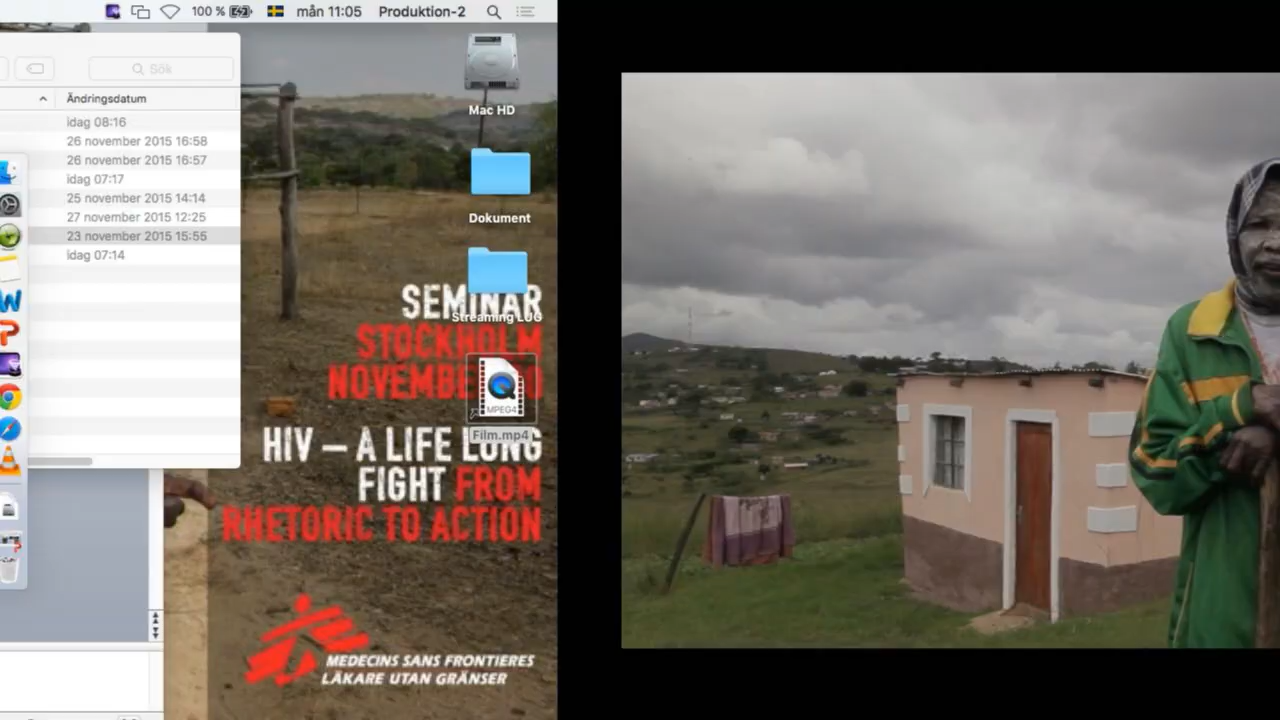 100 % mån 11:05 Produktion-2
Sök
Ändringsdatum
idag 08:16
26 november 2015 16:58
26 november 2015 16:57
idag 07:17
25 november 2015 14:14
27 november 2015 12:25
23 november 2015 15:55
idag 07:14
Mac HD
Dokument
Streaming LUG
MPEG4
Film.mp4
SEMINAR
STOCKHOLM
HIV – A LIFE LONG
FIGHT FROM
RHETORIC TO ACTION
MEDECINS SANS FRONTIERES
LÄKARE UTAN GRÄNSER